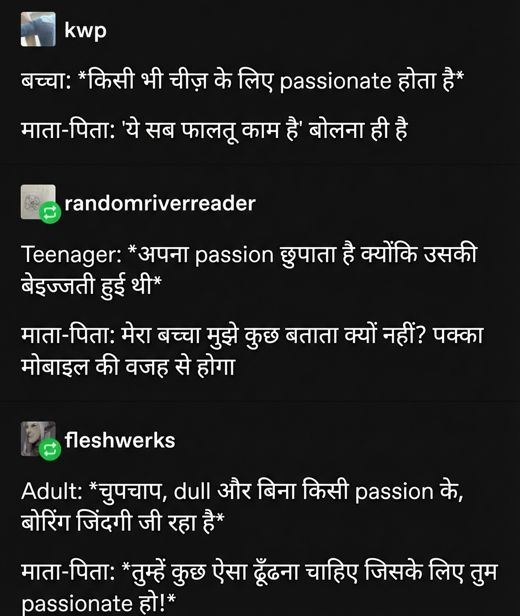 kwp
बच्चा: *किसी भी चीज़ के लिए passionate होता है*
माता-पिता: 'ये सब फालतू काम है' बोलना ही है
randomriverreader
Teenager: *अपना passion छुपाता है क्योंकि उसकी
बेइज्जती हुई थी*
माता-पिता: मेरा बच्चा मुझे कुछ बताता क्यों नहीं? पक्का
मोबाइल की वजह से होगा
fleshwerks
Adult: *चुपचाप, dull और बिना किसी passion के,
बोरिंग जिंदगी जी रहा है*
माता-पिता: *तुम्हें कुछ ऐसा ढूँढना चाहिए जिसके लिए तुम
passionate हो!*